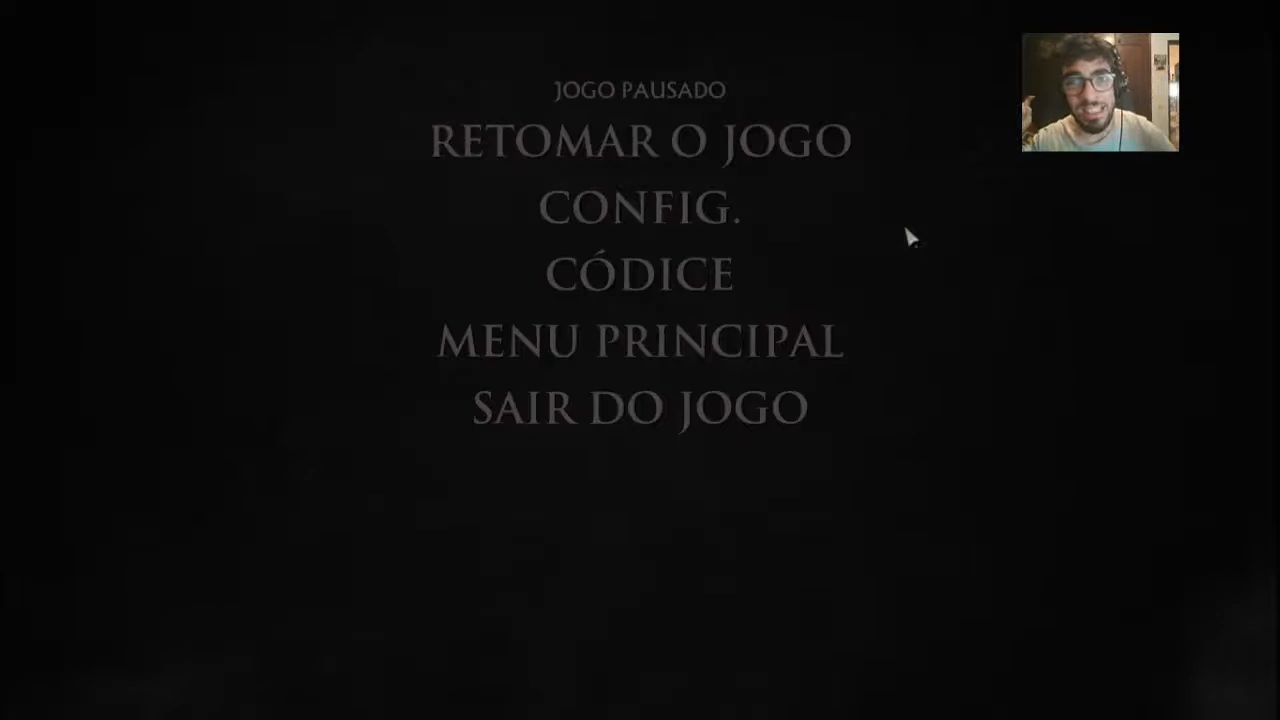 JOGO PAUSADO
RETOMAR O JOGO
CONFIG.
CÓDICE
MENU PRINCIPAL
SAIR DO JOGO